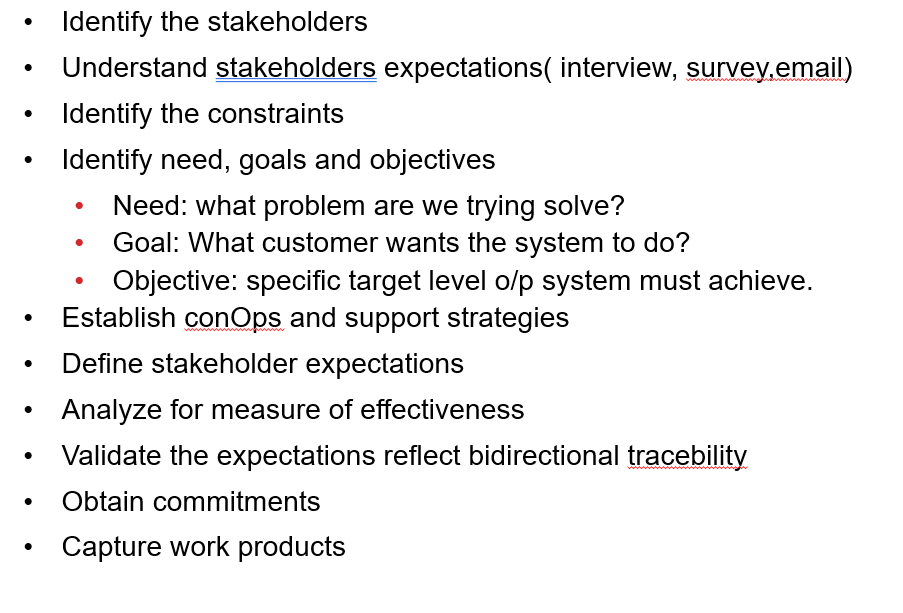 • Identify the stakeholders
• Understand stakeholders expectations( interview, survey,email)
• Identify the constraints
• Identify need, goals and objectives
• Need: what problem are we trying solve?
• Goal: What customer wants the system to do?
• Objective: specific target level o/p system must achieve.
• Establish conOps and support strategies
• Define stakeholder expectations
• Analyze for measure of effectiveness
• Validate the expectations reflect bidirectional tracebility
• Obtain commitments
• Capture work products